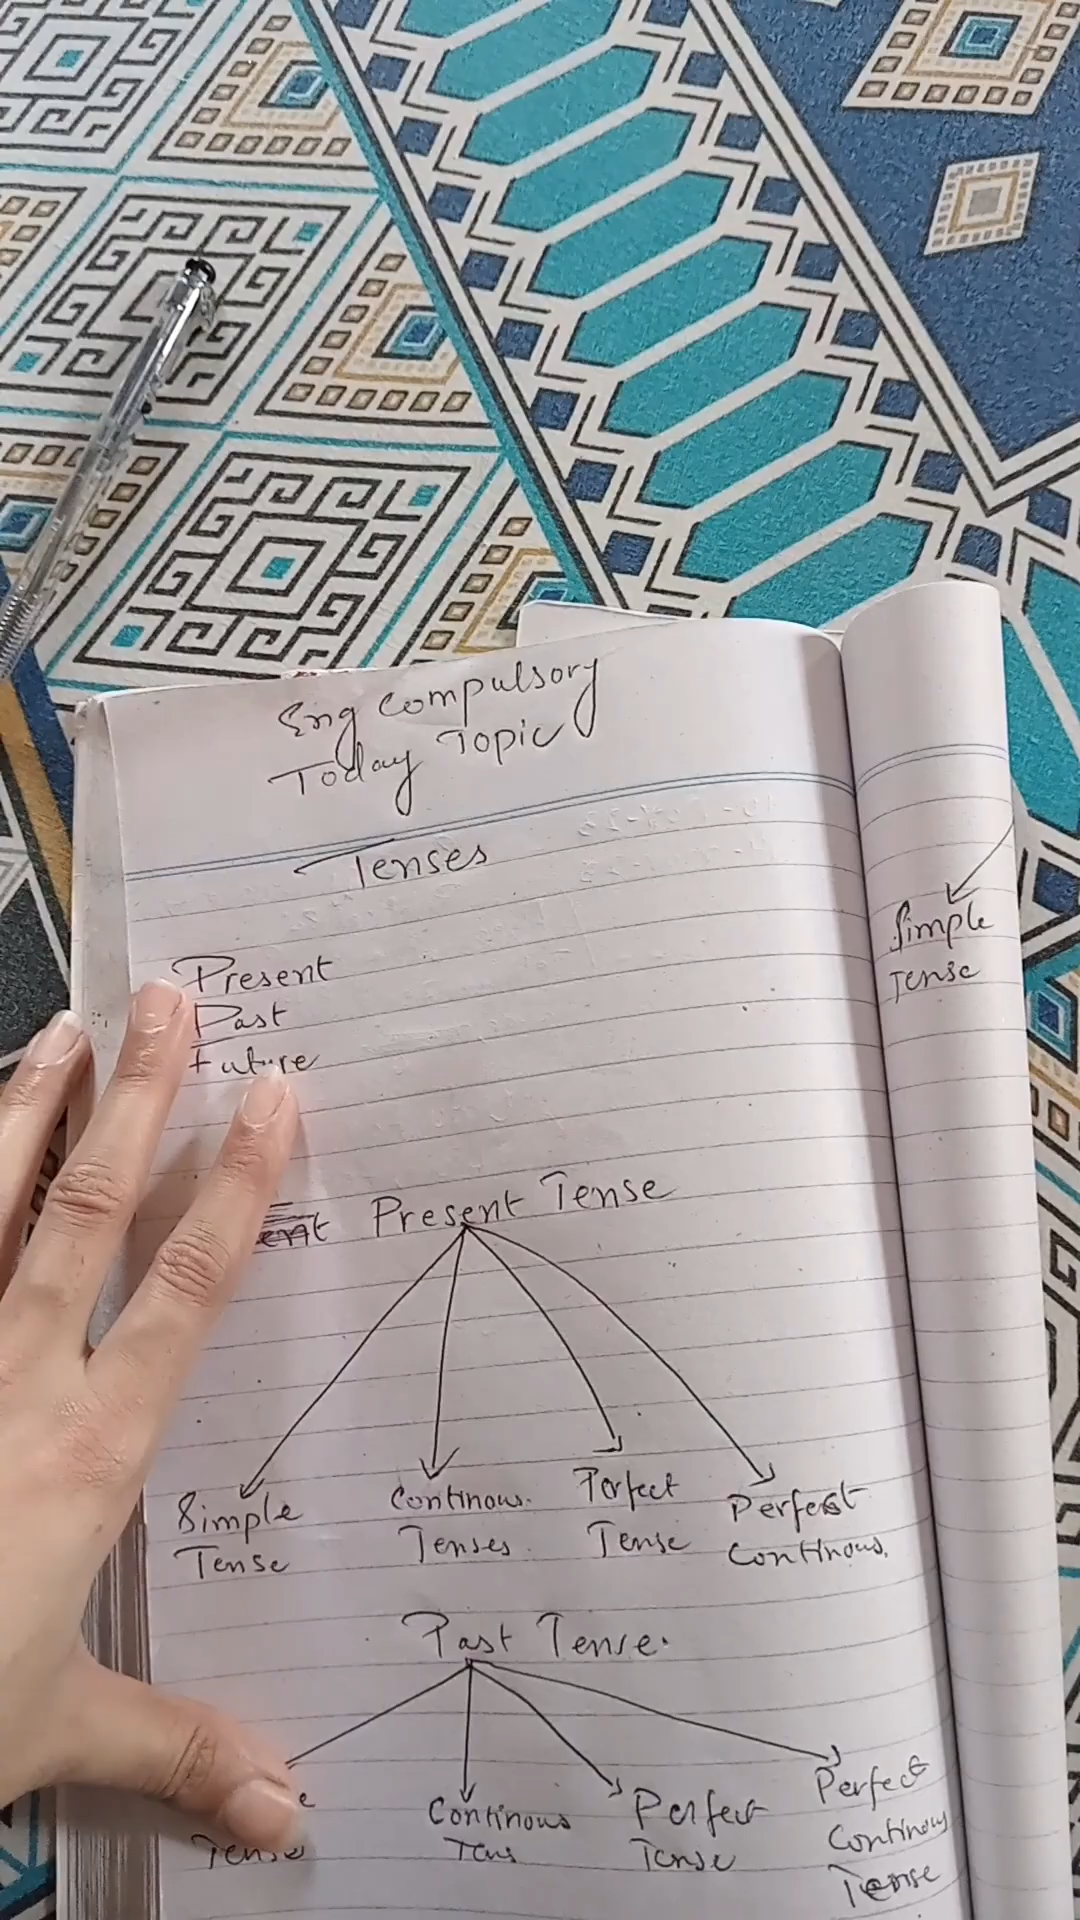 Eng Compulsory
Today Topic
Tenses
Present
Past
Future
Present Tense
Simple
Tense
Continous.
Tenses.
Perfect
Tense
Perfect
Continous.
Past Tense.
Tense
Continous
Tens
Perfect
Tense
Perfect
Continous
Tense
Simple
Tense